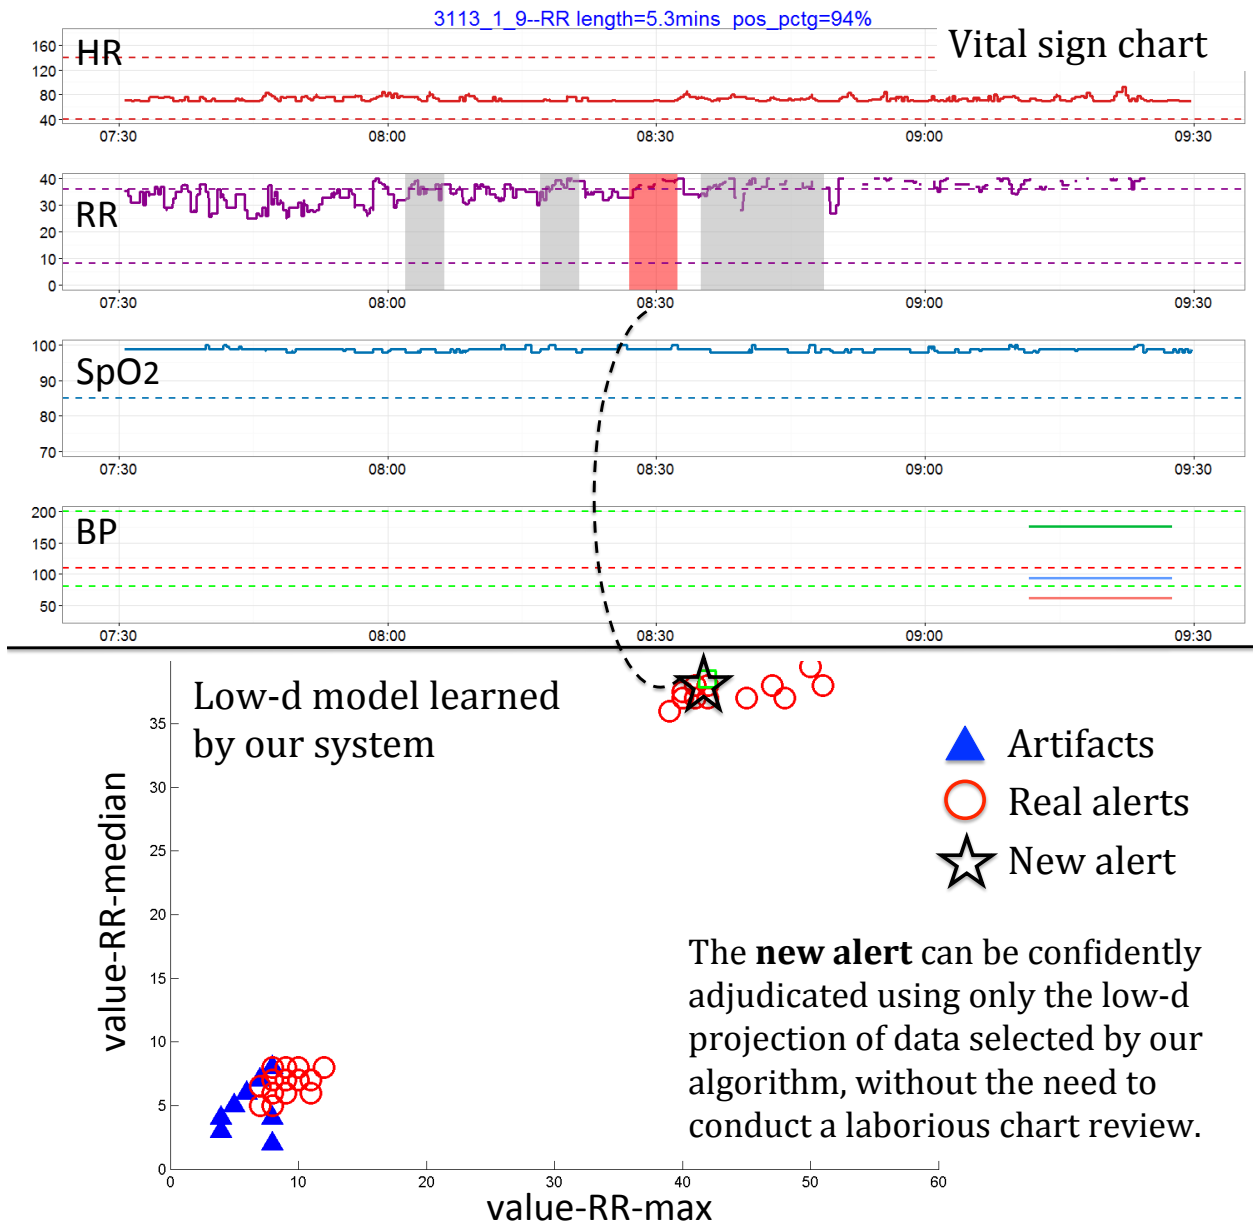 3113_1_9--RR length=5.3mins  pos_pctg=94%
Vital sign chart
HR
160
120
80
40
07:30 08:00 08:30 09:00 09:30
RR
40
30
20
10
0
07:30 08:00 08:30 09:00 09:30
SpO2
100
90
80
70
07:30 08:00 08:30 09:00 09:30
BP
200
150
100
50
07:30 08:00 08:30 09:00 09:30
Low-d model learned
by our system
value-RR-median
35
30
25
20
15
10
5
0
Artifacts
Real alerts
New alert
The new alert can be confidently
adjudicated using only the low-d
projection of data selected by our
algorithm, without the need to
conduct a laborious chart review.
0 10 20 30 40 50 60
value-RR-max